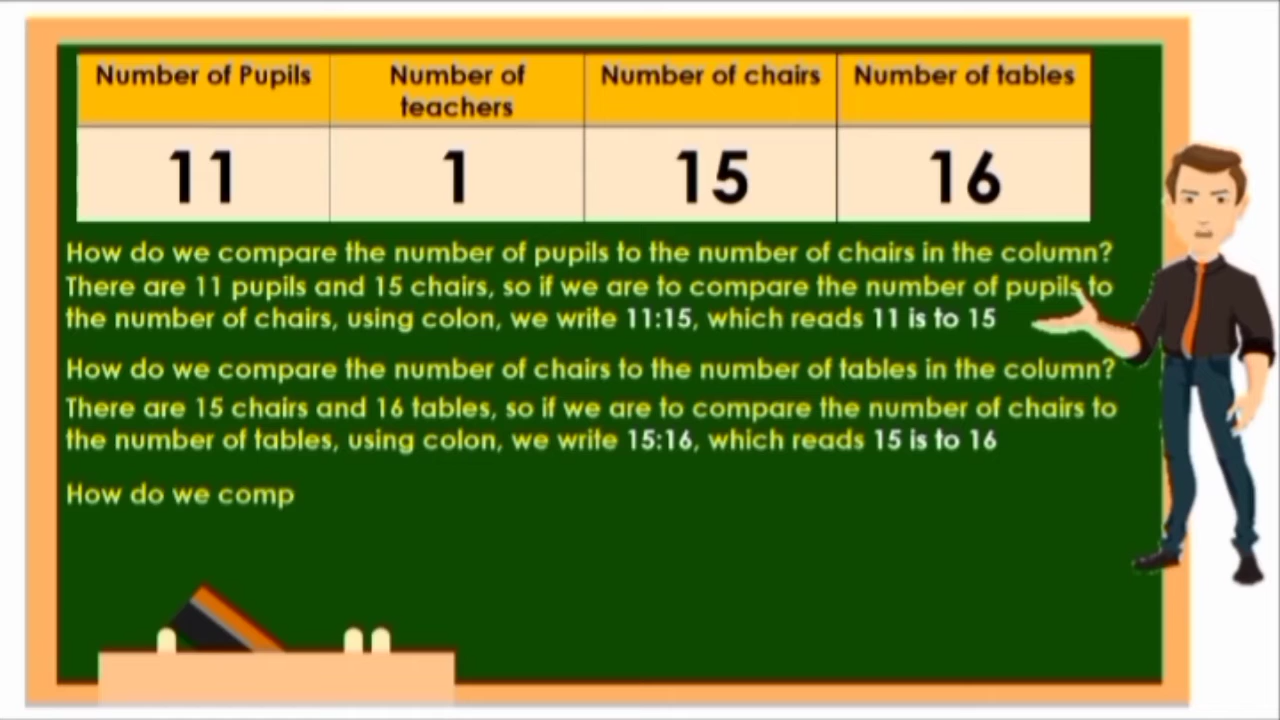 Number of Pupils
Number of teachers
Number of chairs
Number of tables
11
1
15
16
How do we compare the number of pupils to the number of chairs in the column?
There are 11 pupils and 15 chairs, so if we are to compare the number of pupils to
the number of chairs, using colon, we write 11:15, which reads 11 is to 15
How do we compare the number of chairs to the number of tables in the column?
There are 15 chairs and 16 tables, so if we are to compare the number of chairs to
the number of tables, using colon, we write 15:16, which reads 15 is to 16
How do we comp